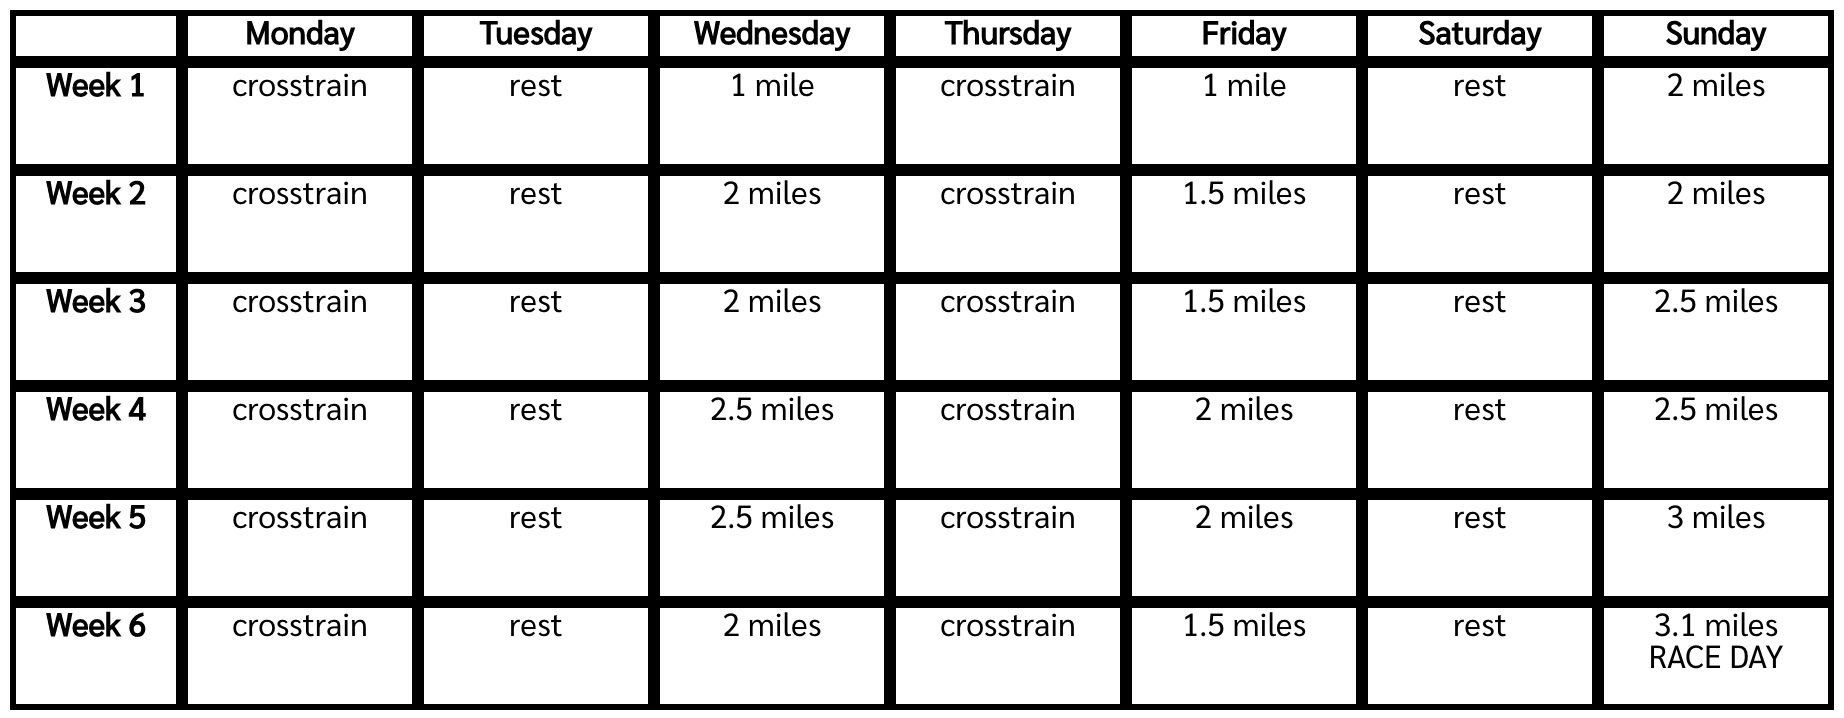 Monday Tuesday Wednesday Thursday Friday Saturday Sunday
Week 1 crosstrain rest 1 mile crosstrain 1 mile rest 2 miles
Week 2 crosstrain rest 2 miles crosstrain 1.5 miles rest 2 miles
Week 3 crosstrain rest 2 miles crosstrain 1.5 miles rest 2.5 miles
Week 4 crosstrain rest 2.5 miles crosstrain 2 miles rest 2.5 miles
Week 5 crosstrain rest 2.5 miles crosstrain 2 miles rest 3 miles
Week 6 crosstrain rest 2 miles crosstrain 1.5 miles rest 3.1 miles
RACE DAY